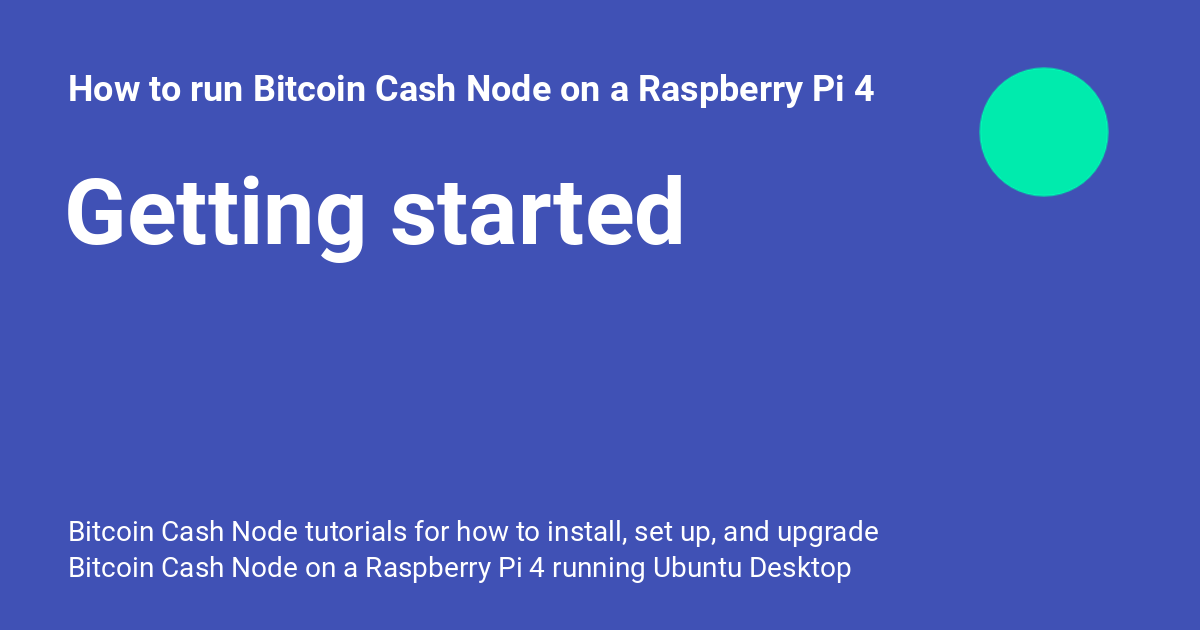 How to run Bitcoin Cash Node on a Raspberry Pi 4
Getting started
Bitcoin Cash Node tutorials for how to install, set up, and upgrade
Bitcoin Cash Node on a Raspberry Pi 4 running Ubuntu Desktop